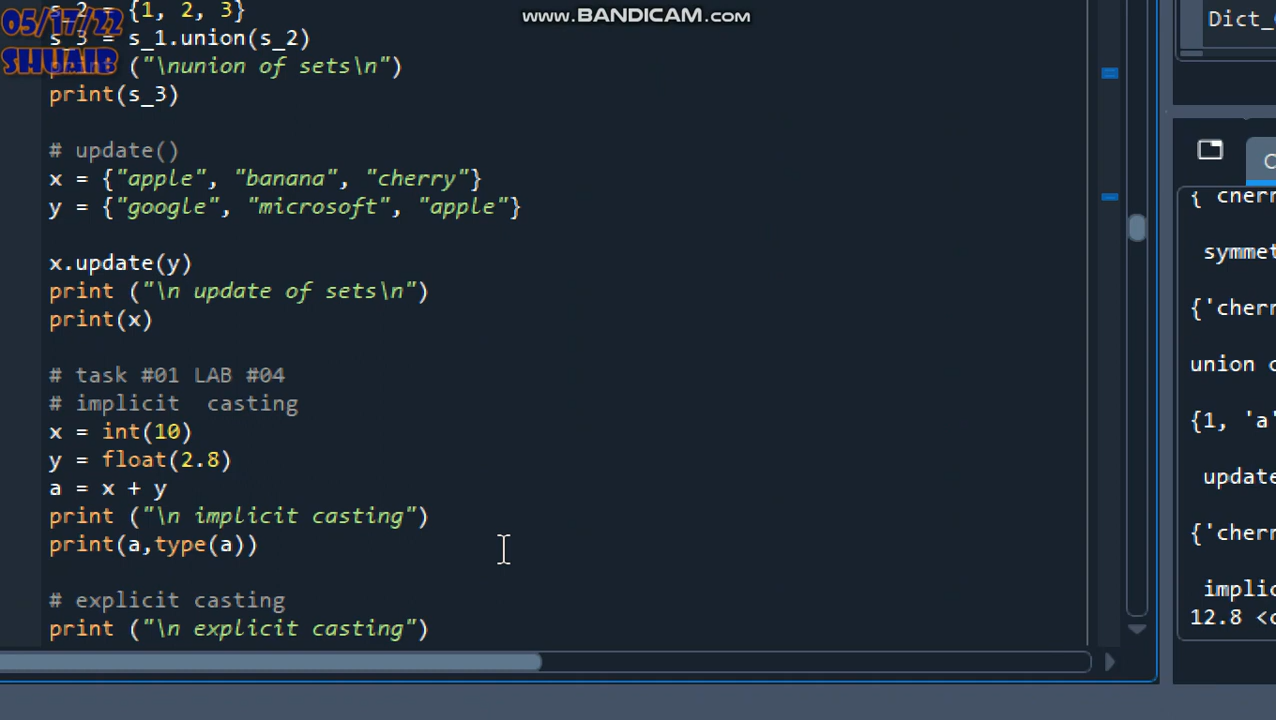 05/17/22
SHUAIB
www.BANDICAM.com
s_2 = {1, 2, 3}
s_3 = s_1.union(s_2)
print ("\nunion of sets\n")
print(s_3)
# update()
x = {"apple", "banana", "cherry"}
y = {"google", "microsoft", "apple"}
x.update(y)
print ("\n update of sets\n")
print(x)
# task #01 LAB #04
# implicit  casting
x = int(10)
y = float(2.8)
a = x + y
print ("\n implicit casting")
print(a,type(a))
# explicit casting
print ("\n explicit casting")
Dict_
C
{ cherr
symmet
{'cherr
union o
{1, 'a'
update
{'cherr
implic
12.8 <c